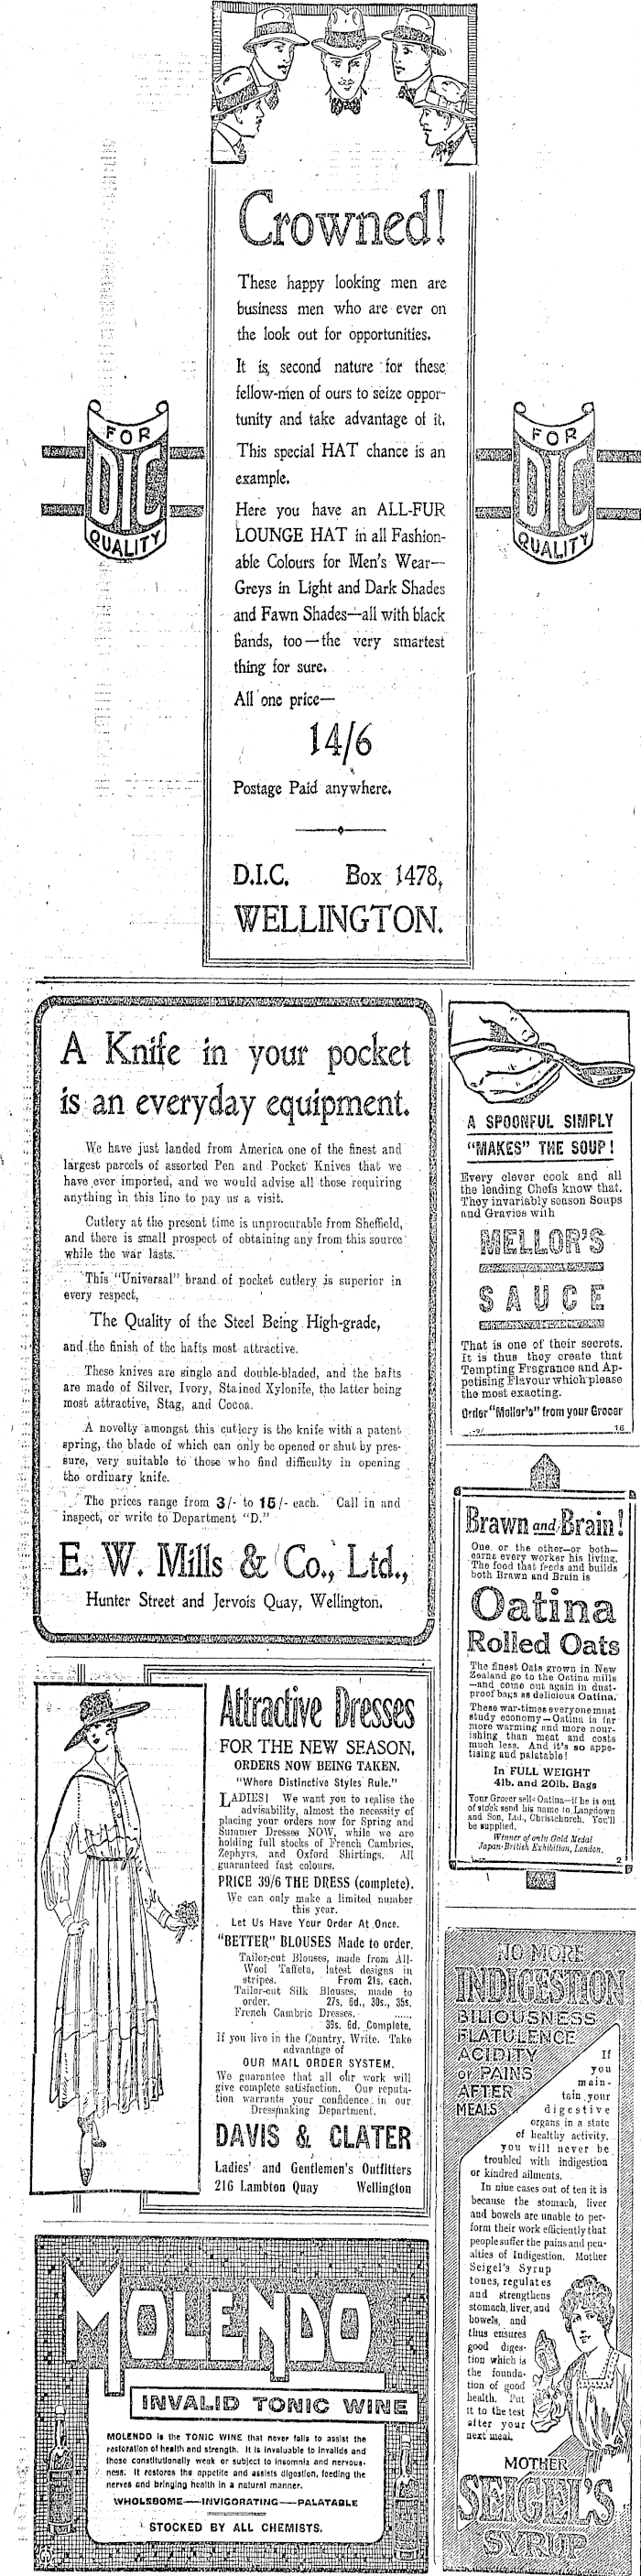 Crowned!
These happy looking men are
business men who are ever on
the look out for opportunities.
It is second nature for these
fellow-men of ours to seize oppor-
tunity and take advantage of it.
This special HAT chance is an
example.
Here you have an ALL-FUR
LOUNGE HAT in all Fashion-
able Colours for Men's Wear—
Greys in Light and Dark Shades
and Fawn Shades—all with black
bands, too—the very smartest
thing for sure.
All one price—
14/6
Postage Paid anywhere.
D.I.C. Box 1478,
WELLINGTON.
FOR
DIC
QUALITY
FOR
DIC
QUALITY
A Knife in your pocket
is an everyday equipment.
We have just landed from America one of the finest and
largest parcels of assorted Pen and Pocket Knives that we
have ever imported, and we would advise all those requiring
anything in this line to pay us a visit.
Cutlery at the present time is unprocurable from Sheffield,
and there is small prospect of obtaining any from this source
while the war lasts.
This "Universal" brand of pocket cutlery is superior in
every respect,
The Quality of the Steel Being High-grade,
and the finish of the hafts most attractive.
These knives are single and double-bladed, and the hafts
are made of Silver, Ivory, Stained Xylonite, the latter being
most attractive, Stag, and Cocoa.
A novelty amongst this cutlery is the knife with a patent
spring, the blade of which can only be opened or shut by pres-
sure, very suitable to those who find difficulty in opening
the ordinary knife.
The prices range from 3/- to 15/- each. Call in and
inspect, or write to Department "D."
E. W. Mills & Co., Ltd.,
Hunter Street and Jervois Quay, Wellington.
A SPOONFUL SIMPLY
"MAKES" THE SOUP!
Every clever cook and all
the leading Chefs know that.
They invariably season Soups
and Gravies with
MELLOR'S
SAUCE
That is one of their secrets.
It is thus they create that
Tempting Fragrance and Ap-
petising Flavour which please
the most exacting.
Order "Mellor's" from your Grocer
16
Brawn and Brain!
One or the other—or both—
earns every worker his living.
The food that feeds and builds
both Brawn and Brain is
Oatina
Rolled Oats
The finest Oats grown in New
Zealand go to the Oatina mills
—and come out again in dust-
proof bags as delicious Oatina.
These war-times everyone must
study economy—Oatina is far
more warming and more nour-
ishing than meat and costs
much less. And it's so appe-
tising and palatable!
In FULL WEIGHT
4lb. and 20lb. Bags
Your Grocer sells Oatina—if he is out
of stock send his name to Langdown
and Son, Ltd., Christchurch. You'll
be supplied.
Winner of only Gold Medal
Japan-British Exhibition, London.
2
Attractive Dresses
FOR THE NEW SEASON.
ORDERS NOW BEING TAKEN.
"Where Distinctive Styles Rule."
LADIES! We want you to realise the
advisability, almost the necessity of
placing your orders now for Spring and
Summer Dresses NOW, while we are
holding full stocks of French Cambrics,
Zephyrs, and Oxford Shirtings. All
guaranteed fast colours.
PRICE 39/6 THE DRESS (complete).
We can only make a limited number
this year.
Let Us Have Your Order At Once.
"BETTER" BLOUSES Made to order.
Tailor-cut Blouses, made from All-
Wool Taffeta, latest designs in
stripes. From 21s. each.
Tailor-cut Silk Blouses, made to
order. 27s. 6d., 30s., 35s.
French Cambric Dresses. ......
39s. 6d. Complete.
If you live in the Country, Write. Take
advantage of
OUR MAIL ORDER SYSTEM.
We guarantee that all our work will
give complete satisfaction. Our reputa-
tion warrants your confidence in our
Dressmaking Department.
DAVIS & CLATER
Ladies' and Gentlemen's Outfitters
216 Lambton Quay Wellington
NO MORE
INDIGESTION
BILIOUSNESS
FLATULENCE
ACIDITY
or PAINS
AFTER
MEALS
If
you
main-
tain your
digestive
organs in a state
of healthy activity,
you will never be
troubled with indigestion
or kindred ailments.
In nine cases out of ten it is
because the stomach, liver
and bowels are unable to per-
form their work efficiently that
people suffer the pains and pen-
alties of Indigestion. Mother
Seigel's Syrup
tones, regulates
and strengthens
stomach, liver, and
bowels, and
thus ensures
good diges-
tion which is
the founda-
tion of good
health. Put
it to the test
after your
next meal.
MOTHER
SEIGEL'S
SYRUP
MOLENDO
INVALID TONIC WINE
MOLENDO is the TONIC WINE that never fails to assist the
restoration of health and strength. It is invaluable to invalids and
those constitutionally weak or subject to insomnia and nervous-
ness. It restores the appetite and assists digestion, feeding the
nerves and bringing health in a natural manner.
WHOLESOME—INVIGORATING—PALATABLE
STOCKED BY ALL CHEMISTS.